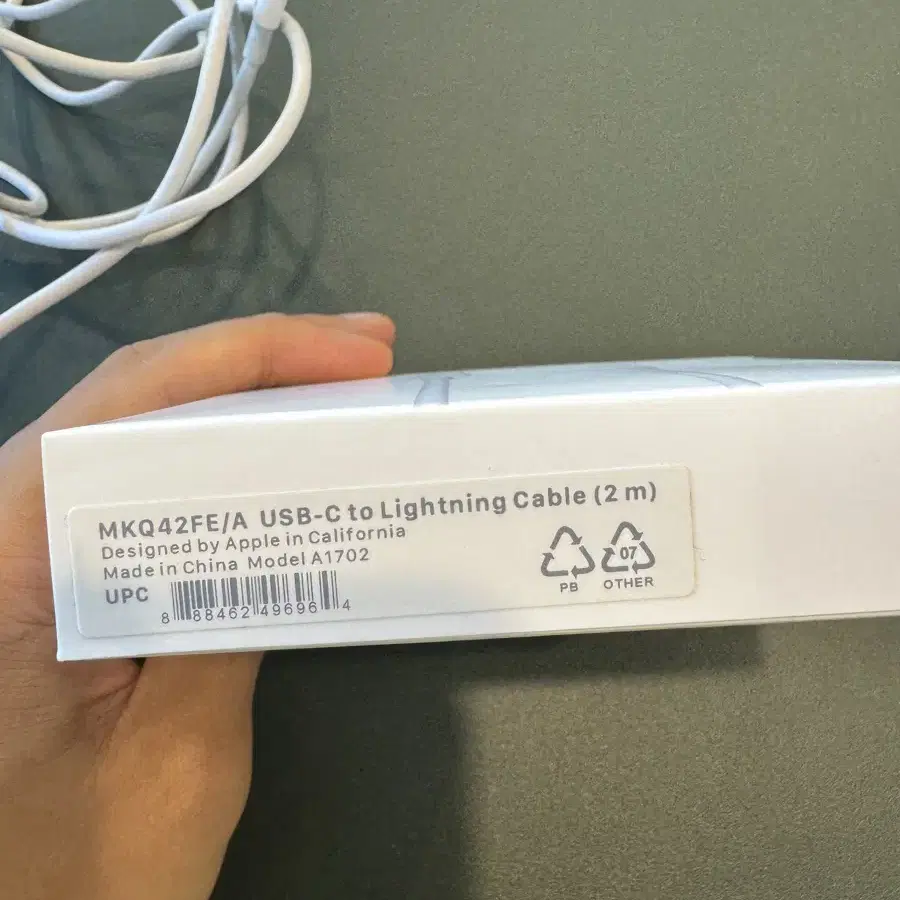 MKQ42FE/A USB-C to Lightning Cable (2 m)
Designed by Apple in California
Made in China Model A1702
UPC
8 88462 49696 4
PB
07
OTHER